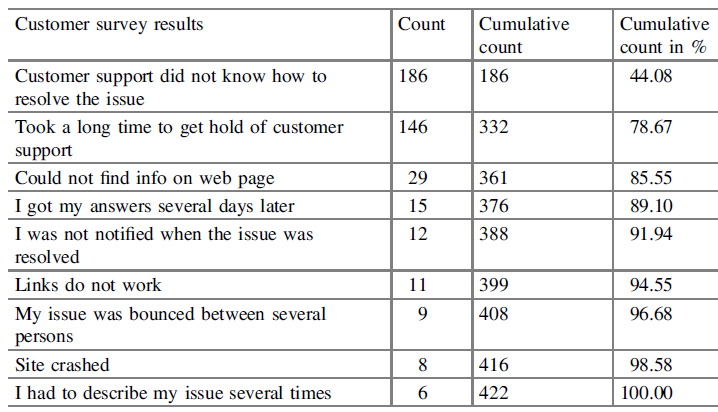 Customer survey results Count Cumulative count Cumulative count in %
Customer support did not know how to resolve the issue 186 186 44.08
Took a long time to get hold of customer support 146 332 78.67
Could not find info on web page 29 361 85.55
I got my answers several days later 15 376 89.10
I was not notified when the issue was resolved 12 388 91.94
Links do not work 11 399 94.55
My issue was bounced between several persons 9 408 96.68
Site crashed 8 416 98.58
I had to describe my issue several times 6 422 100.00